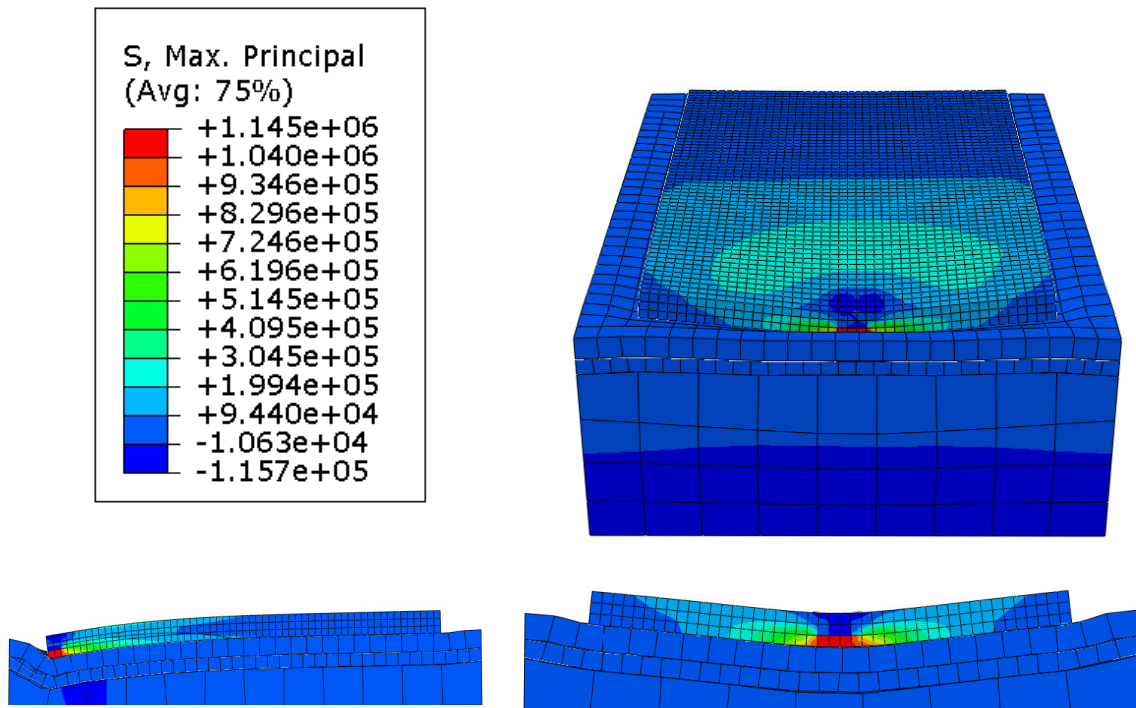 S, Max. Principal
(Avg: 75%)
+1.145e+06
+1.040e+06
+9.346e+05
+8.296e+05
+7.246e+05
+6.196e+05
+5.145e+05
+4.095e+05
+3.045e+05
+1.994e+05
+9.440e+04
-1.063e+04
-1.157e+05